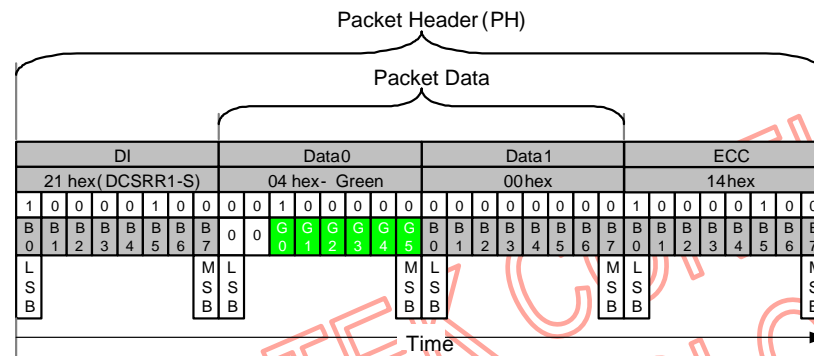 Packet Header (PH)
Packet Data
DI Data0 Data1 ECC
21 hex(DCSRR1-S) 04 hex- Green 00hex 14hex
1 0 0 0 0 1 0 0 0 0 1 0 0 0 0 0 0 0 0 0 0 0 0 0 1 0 0 0 0 1 0 0
B0 B1 B2 B3 B4 B5 B6 B7 0 0 G0 G1 G2 G3 G4 G5 B0 B1 B2 B3 B4 B5 B6 B7 B0 B1 B2 B3 B4 B5 B6 B7
LSB MSB LSB MSB LSB MSB LSB MSB
Time